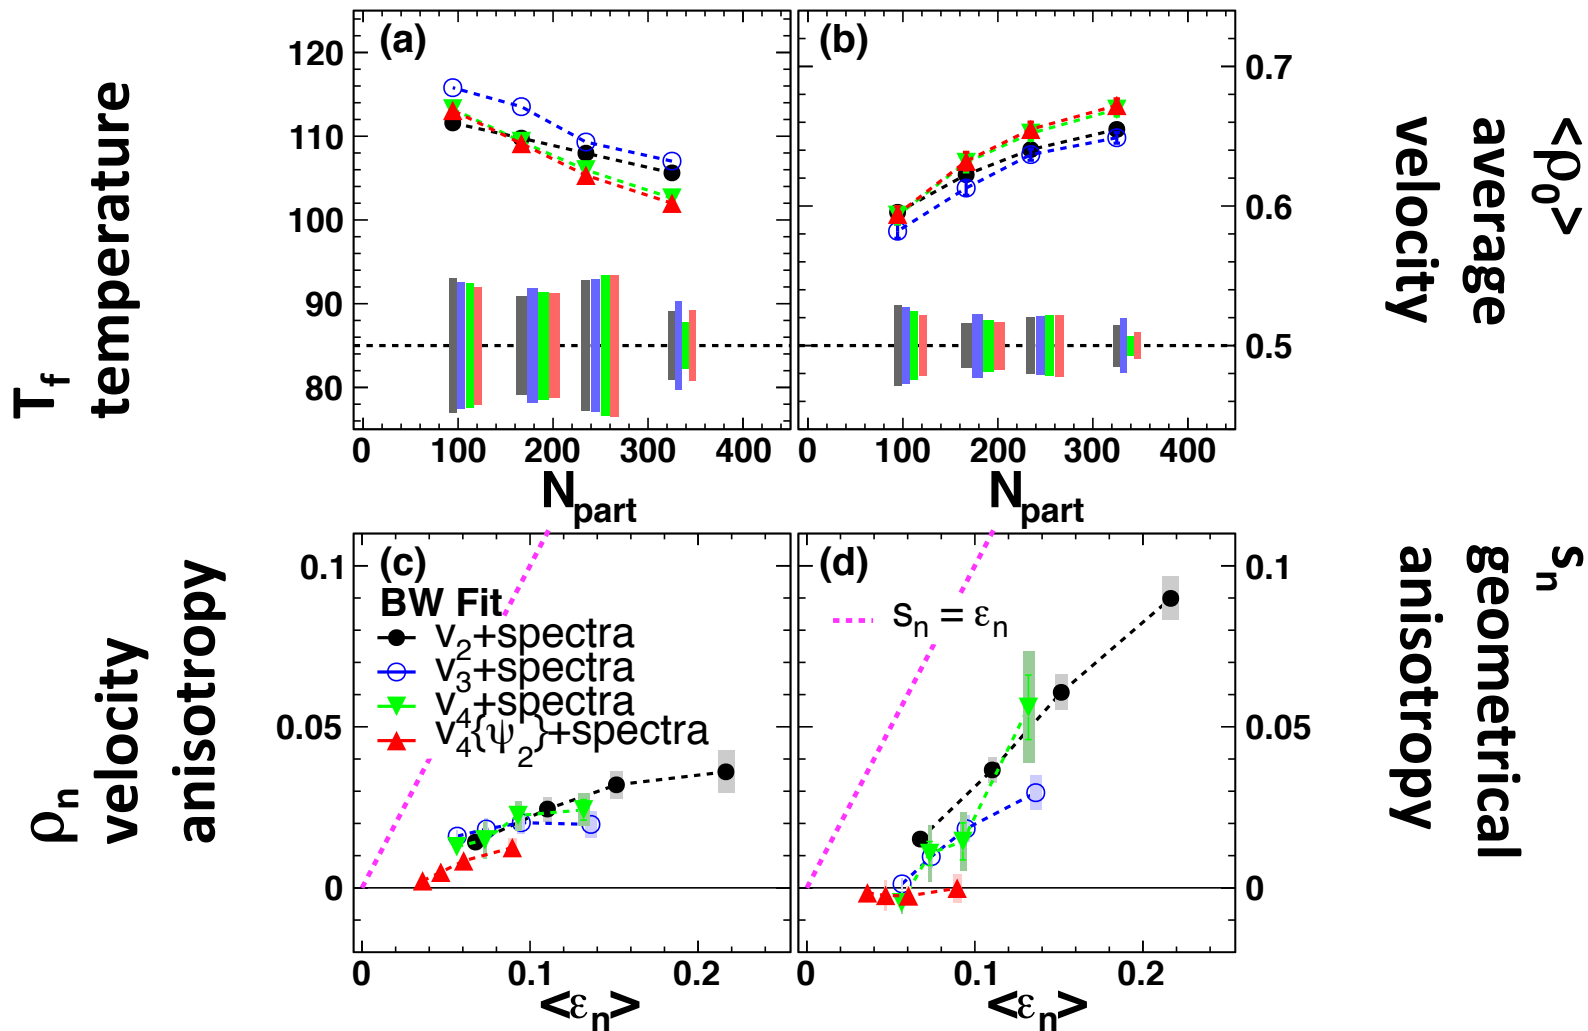 T_f
temperature
120
110
100
90
80
(a)
0
100
200
300
400
N_part
(b)
0.7
0.6
0.5
0
100
200
300
400
N_part
<ρ_0>
average
velocity
ρ_n
velocity
anisotropy
0.1
0.05
0
(c)
BW Fit
v_2+spectra
v_3+spectra
v_4+spectra
v_4{ψ_2}+spectra
0
0.1
0.2
<ε_n>
(d)
s_n = ε_n
0.1
0.05
0
0
0.1
0.2
<ε_n>
s_n
geometrical
anisotropy